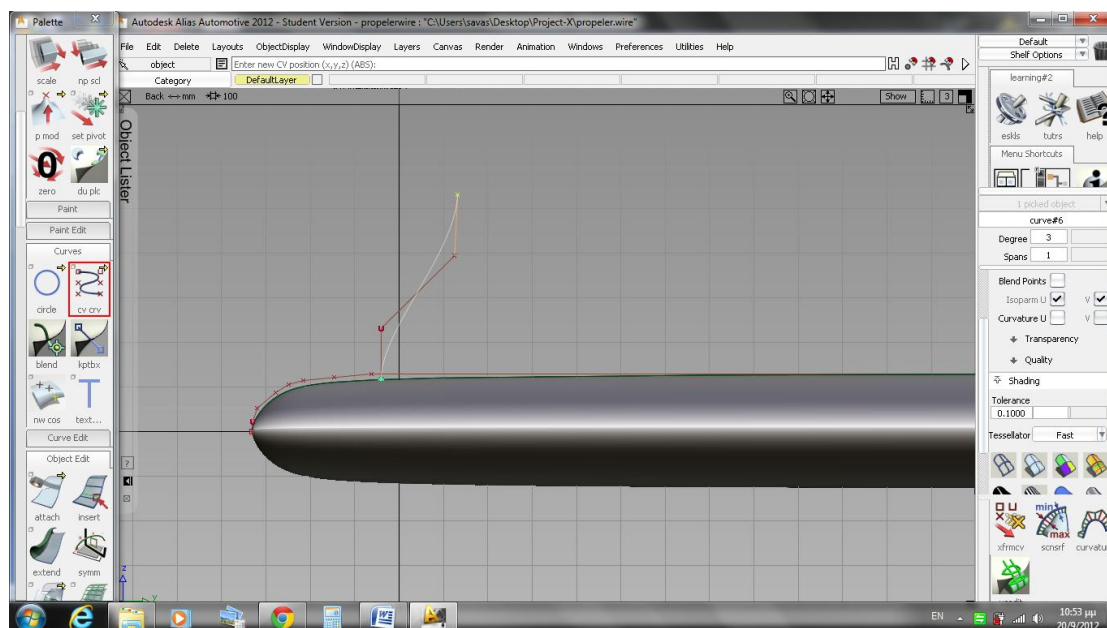 Palette
X
Autodesk Alias Automotive 2012 - Student Version - propelerwire : "C:\Users\savas\Desktop\Project-X\propeler.wire"
File Edit Delete Layouts ObjectDisplay WindowDisplay Layers Canvas Render Animation Windows Preferences Utilities Help
object
Enter new CV position (x,y,z) (ABS):
Category
DefaultLayer
Back <--> mm
100
Show
3
Object Lister
scale np scl
p mod set pivot
0
zero du plc
Paint
Paint Edit
Curves
circle cv crv
blend kptbx
T
nw cos text...
Curve Edit
Object Edit
attach insert
extend symm
U
U
?
z
Y
Default
Shelf Options
learning#2
eskls tutrs help
Menu Shortcuts
1 picked object
curve#6
Degree 3
Spans 1
Blend Points
Isoparm U V
Curvature U V
Transparency
Quality
Shading
Tolerance
0.1000
Tessellator Fast
min
max
xfrmcv scnsrf curvatu
EN
10:53 μμ
20/9/2012